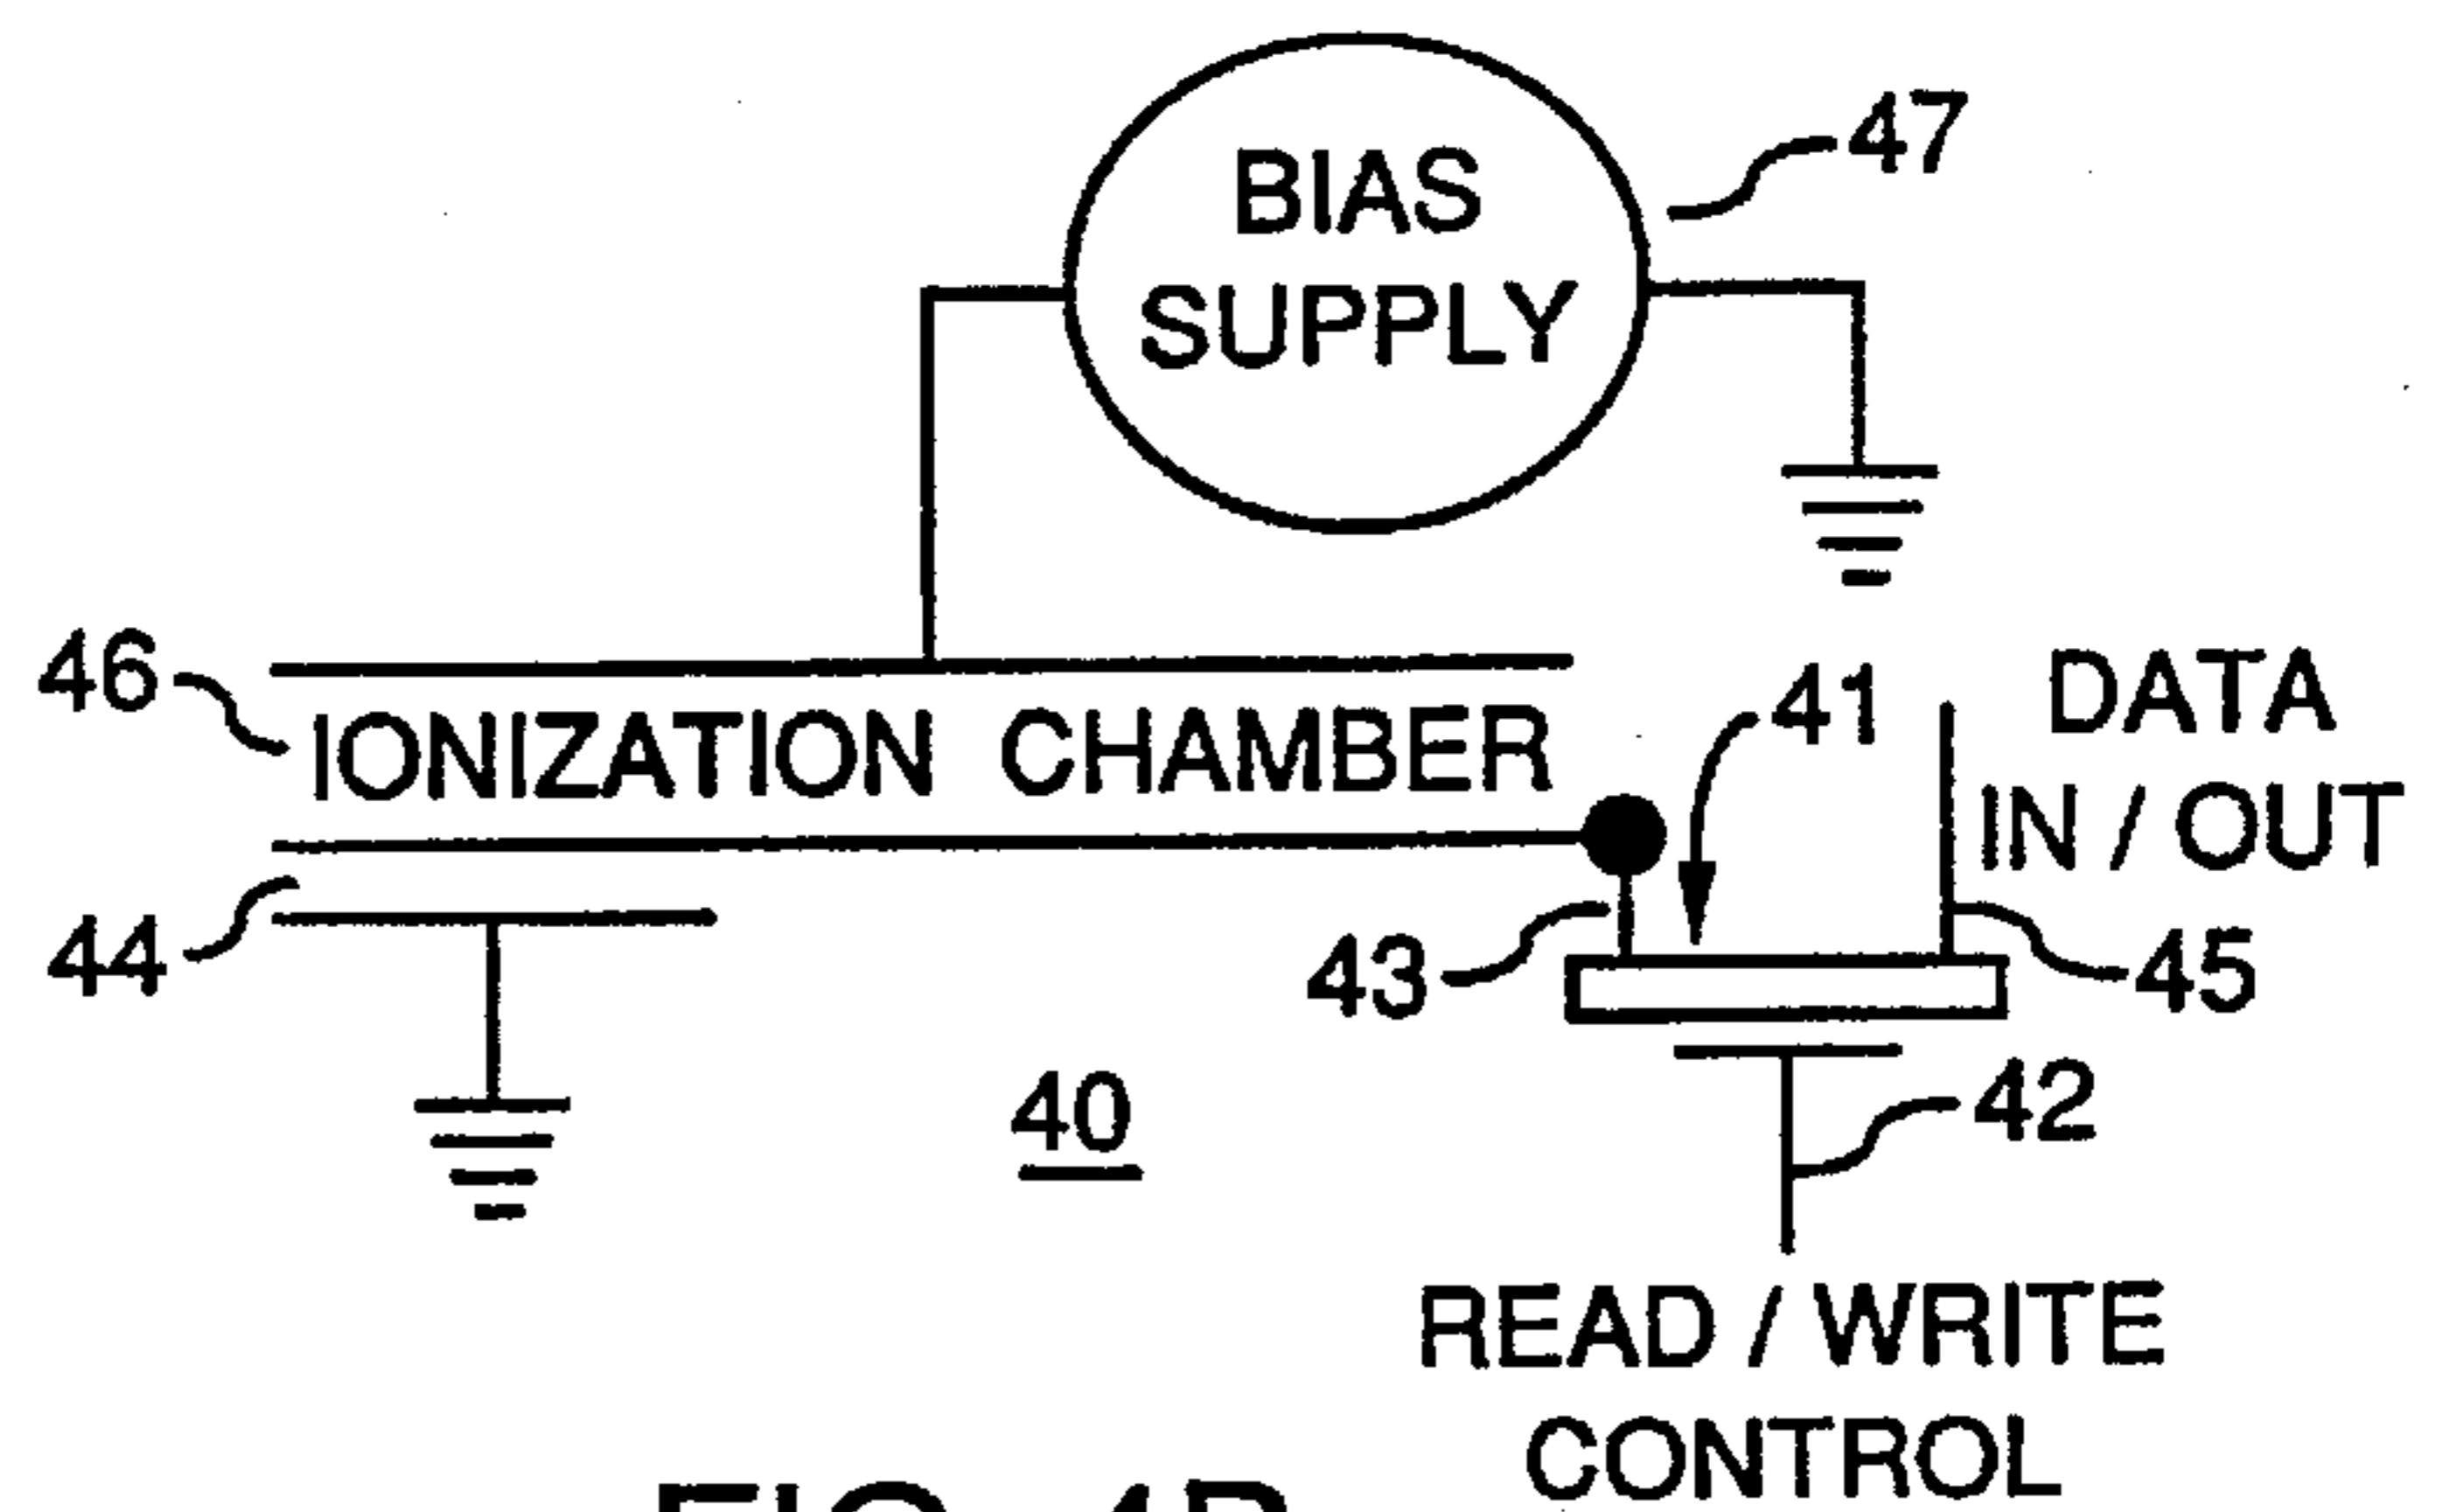 BIAS
SUPPLY
47
46
IONIZATION CHAMBER
41
DATA
IN / OUT
44
43
45
40
42
READ / WRITE
CONTROL